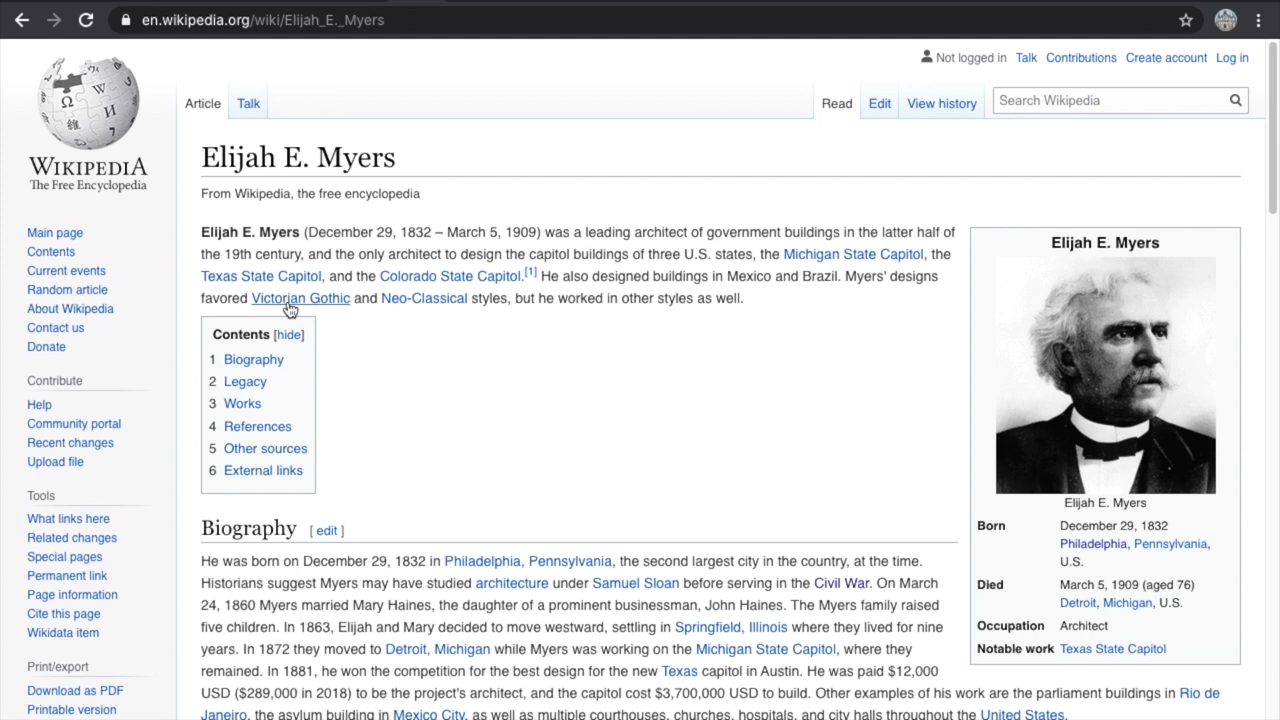 en.wikipedia.org/wiki/Elijah_E._Myers
Not logged in Talk Contributions Create account Log in
Article Talk Read Edit View history Search Wikipedia
WIKIPEDIA
The Free Encyclopedia
Main page
Contents
Current events
Random article
About Wikipedia
Contact us
Donate
Contribute
Help
Community portal
Recent changes
Upload file
Tools
What links here
Related changes
Special pages
Permanent link
Page information
Cite this page
Wikidata item
Print/export
Download as PDF
Printable version
Elijah E. Myers
From Wikipedia, the free encyclopedia
Elijah E. Myers (December 29, 1832 – March 5, 1909) was a leading architect of government buildings in the latter half of
the 19th century, and the only architect to design the capitol buildings of three U.S. states, the Michigan State Capitol, the
Texas State Capitol, and the Colorado State Capitol.[1] He also designed buildings in Mexico and Brazil. Myers' designs
favored Victorian Gothic and Neo-Classical styles, but he worked in other styles as well.
Contents [hide]
1 Biography
2 Legacy
3 Works
4 References
5 Other sources
6 External links
Elijah E. Myers
Elijah E. Myers
Born December 29, 1832
Philadelphia, Pennsylvania,
U.S.
Died March 5, 1909 (aged 76)
Detroit, Michigan, U.S.
Occupation Architect
Notable work Texas State Capitol
Biography [ edit ]
He was born on December 29, 1832 in Philadelphia, Pennsylvania, the second largest city in the country, at the time.
Historians suggest Myers may have studied architecture under Samuel Sloan before serving in the Civil War. On March
24, 1860 Myers married Mary Haines, the daughter of a prominent businessman, John Haines. The Myers family raised
five children. In 1863, Elijah and Mary decided to move westward, settling in Springfield, Illinois where they lived for nine
years. In 1872 they moved to Detroit, Michigan while Myers was working on the Michigan State Capitol, where they
remained. In 1881, he won the competition for the best design for the new Texas capitol in Austin. He was paid $12,000
USD ($289,000 in 2018) to be the project's architect, and the capitol cost $3,700,000 USD to build. Other examples of his work are the parliament buildings in Rio de
Janeiro, the asylum building in Mexico City, as well as multiple courthouses, churches, hospitals, and city halls throughout the United States.